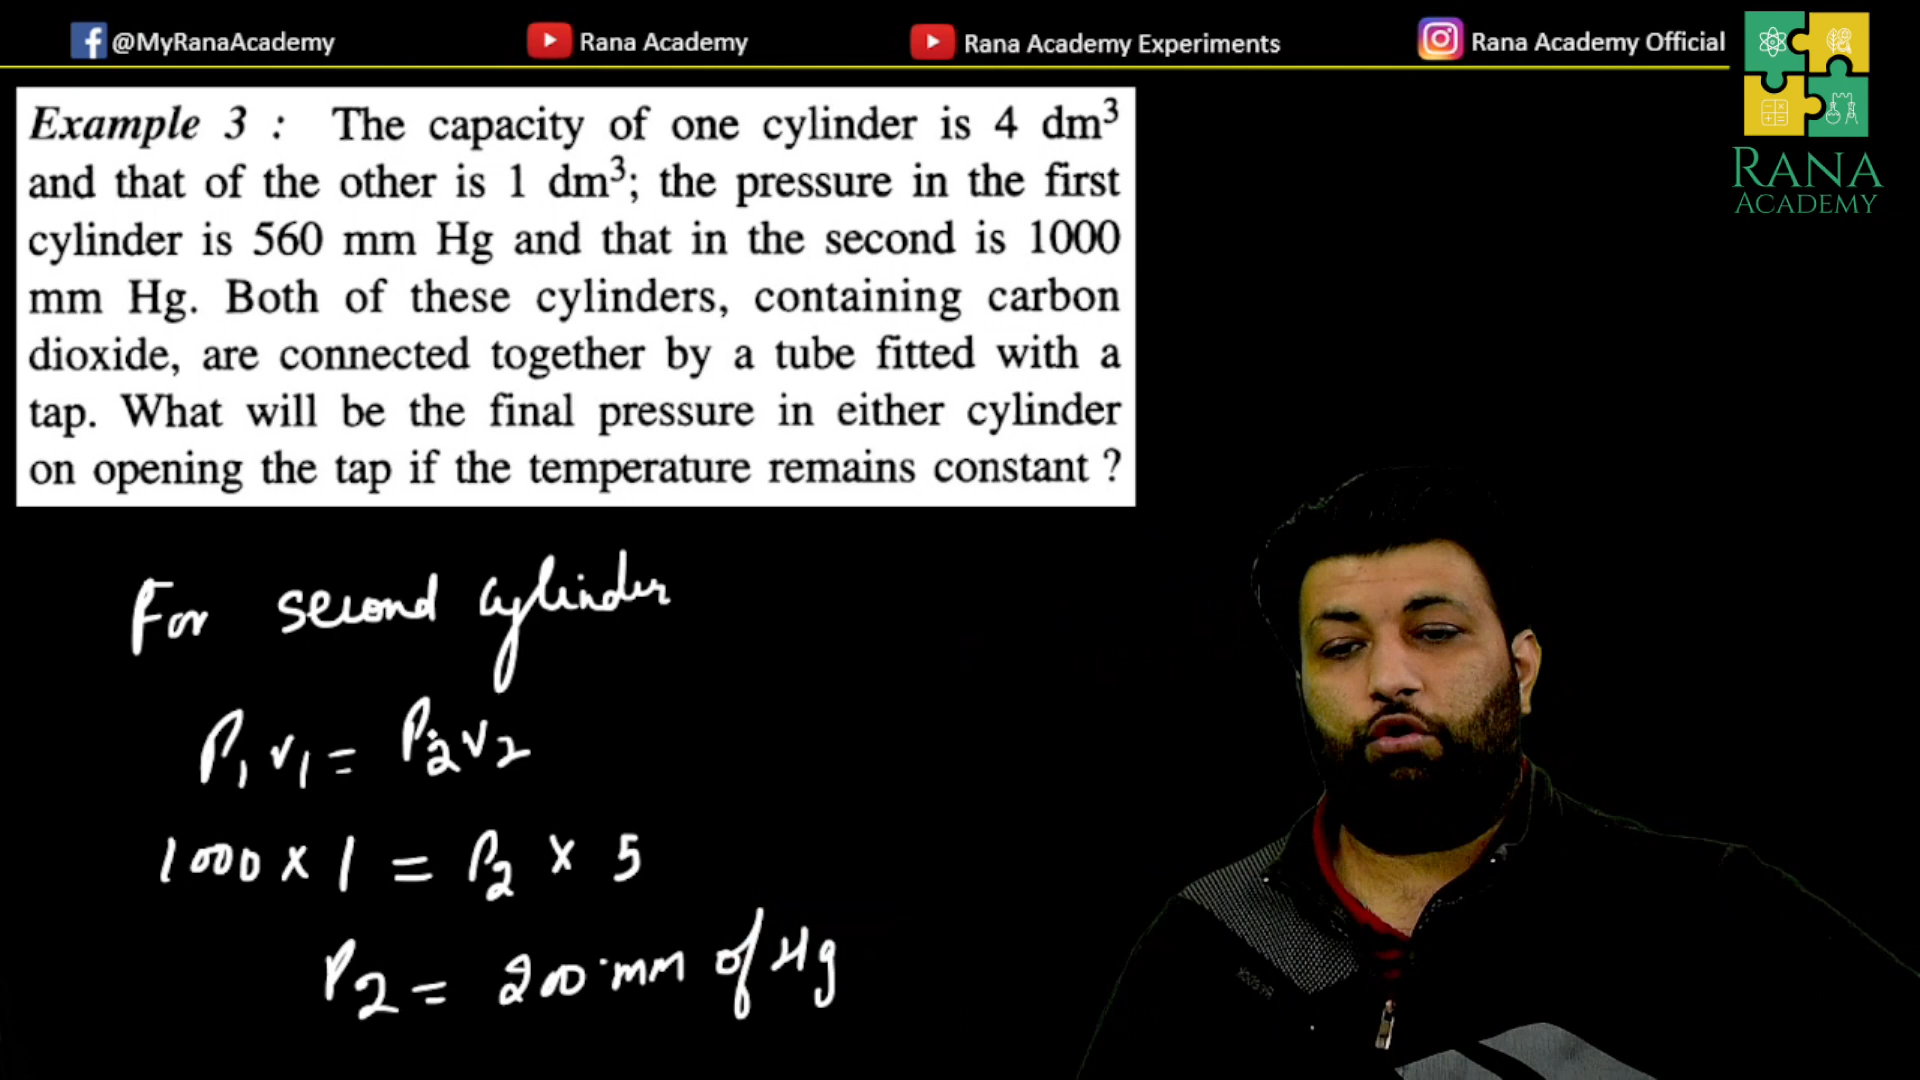 @MyRanaAcademy
Rana Academy
Rana Academy Experiments
Rana Academy Official
RANA
ACADEMY
Example 3 : The capacity of one cylinder is 4 dm³
and that of the other is 1 dm³; the pressure in the first
cylinder is 560 mm Hg and that in the second is 1000
mm Hg. Both of these cylinders, containing carbon
dioxide, are connected together by a tube fitted with a
tap. What will be the final pressure in either cylinder
on opening the tap if the temperature remains constant ?
For second cylinder
P₁V₁ = P₂V₂
1000 × 1 = P₂ × 5
P₂ = 200 mm of Hg